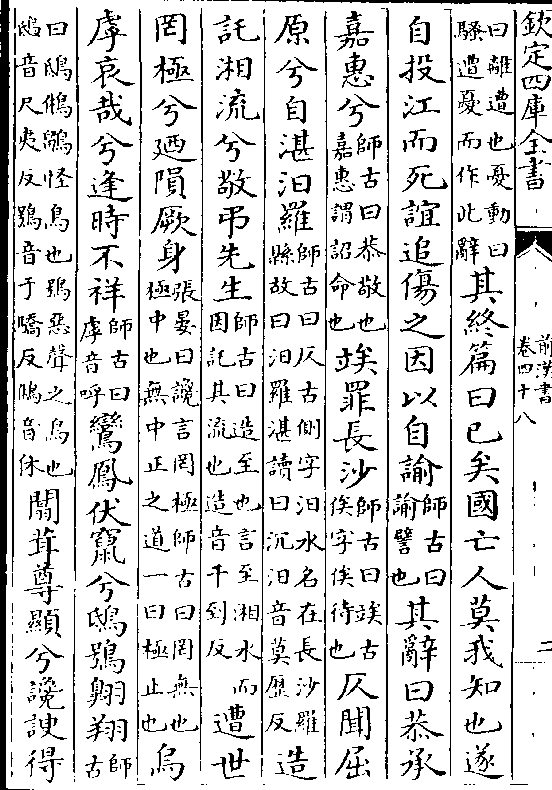 欽定四庫全書
前漢書
卷四十八
二
曰離遭也憂動曰騷遭憂而作此辭其終篇曰已矣國亡人莫我知也遂
自投江而死誼追傷之因以自諭師古曰諭譬也其辭曰恭承
嘉惠兮師古曰恭敬也嘉惠謂詔命也竢罪長沙師古曰竢古俟字俟待也仄聞屈
原兮自湛汨羅師古曰仄古側字汨水名在長沙羅縣故曰汨羅湛讀曰沉汨音莫歷反造
託湘流兮敬弔先生師古曰造至也言至湘水而因託其流也造音千到反遭世
罔極兮廼隕厥身張晏曰讒言罔極師古曰罔無也極中也無中正之道一曰極止也烏
虖哀哉兮逢時不祥師古曰虖音呼鸞鳳伏竄兮鴟鴞翱翔師古
曰鴟鵂鶹怪鳥也鴞惡聲之鳥也鴟音尺夷反鴞音于驕反鵂音休闒茸尊顯兮讒諛得